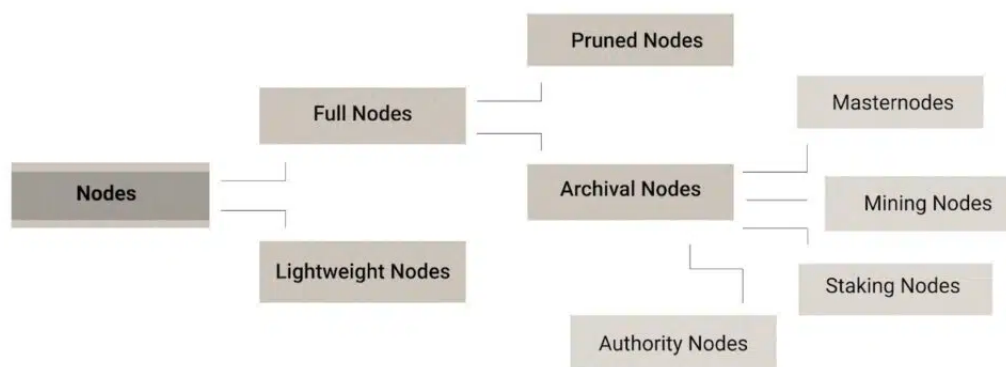 Pruned Nodes
Full Nodes
Masternodes
Nodes
Archival Nodes
Mining Nodes
Lightweight Nodes
Staking Nodes
Authority Nodes